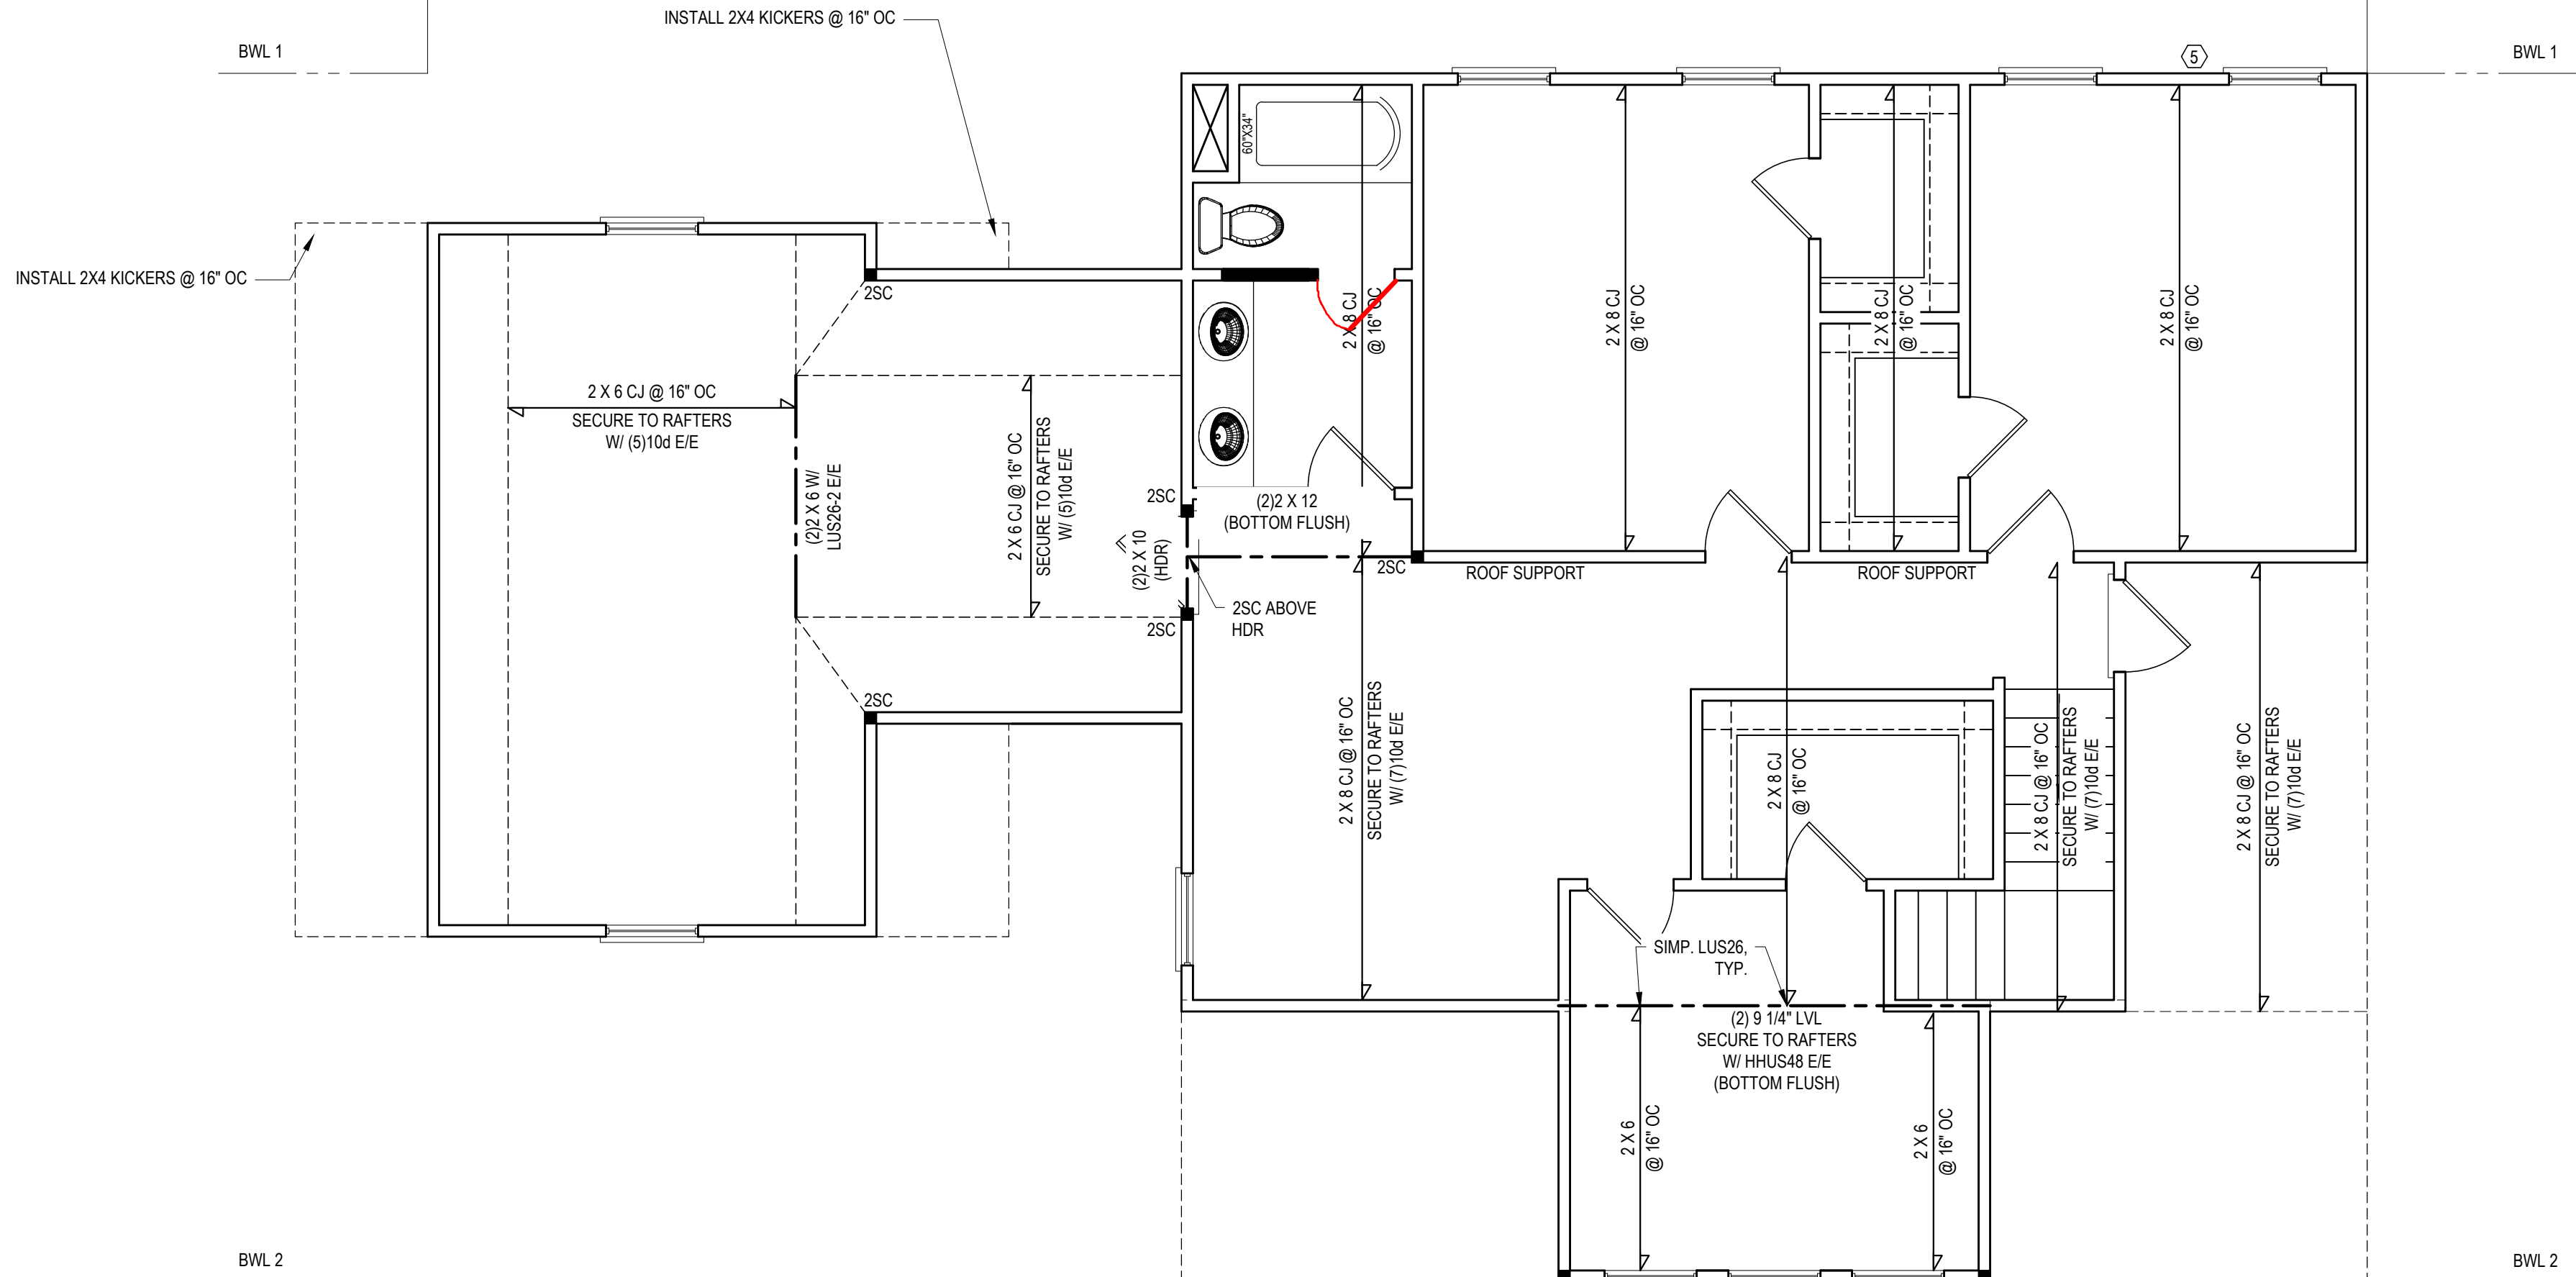 INSTALL 2X4 KICKERS @ 16" OC
BWL 1
5
BWL 1
60"X34"
INSTALL 2X4 KICKERS @ 16" OC
2SC
2 X 8 CJ
@ 16" OC
2 X 8 CJ
@ 16" OC
2 X 8 CJ
@ 16" OC
2 X 8 CJ
@ 16" OC
2 X 6 CJ @ 16" OC
SECURE TO RAFTERS
W/ (5)10d E/E
(2)2 X 6 W/
LUS26-2 E/E
2 X 6 CJ @ 16" OC
SECURE TO RAFTERS
W/ (5)10d E/E
2SC
(2)2 X 12
(BOTTOM FLUSH)
(2)2 X 10
(HDR)
2SC
ROOF SUPPORT
ROOF SUPPORT
2SC ABOVE
HDR
2SC
2SC
2 X 8 CJ @ 16" OC
SECURE TO RAFTERS
W/ (7)10d E/E
2 X 8 CJ
@ 16" OC
2 X 8 CJ @ 16" OC
SECURE TO RAFTERS
W/ (7)10d E/E
2 X 8 CJ @ 16" OC
SECURE TO RAFTERS
W/ (7)10d E/E
SIMP. LUS26,
TYP.
(2) 9 1/4" LVL
SECURE TO RAFTERS
W/ HHUS48 E/E
(BOTTOM FLUSH)
2 X 6
@ 16" OC
2 X 6
@ 16" OC
BWL 2
BWL 2